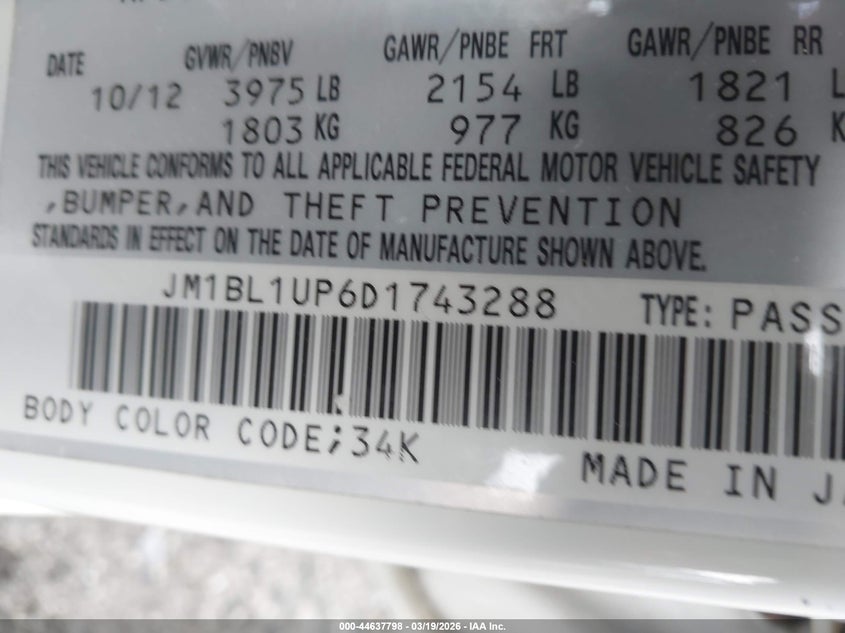 DATE GVWR/PNBV GAWR/PNBE FRT GAWR/PNBE RR
10/12 3975 LB 2154 LB 1821
1803 KG 977 KG 826
THIS VEHICLE CONFORMS TO ALL APPLICABLE FEDERAL MOTOR VEHICLE SAFETY
,BUMPER,AND THEFT PREVENTION
STANDARDS IN EFFECT ON THE DATE OF MANUFACTURE SHOWN ABOVE.
JM1BL1UP6D1743288 TYPE: PASS
BODY COLOR CODE;34K
MADE IN
000-44637798 - 03/19/2026 - IAA Inc.